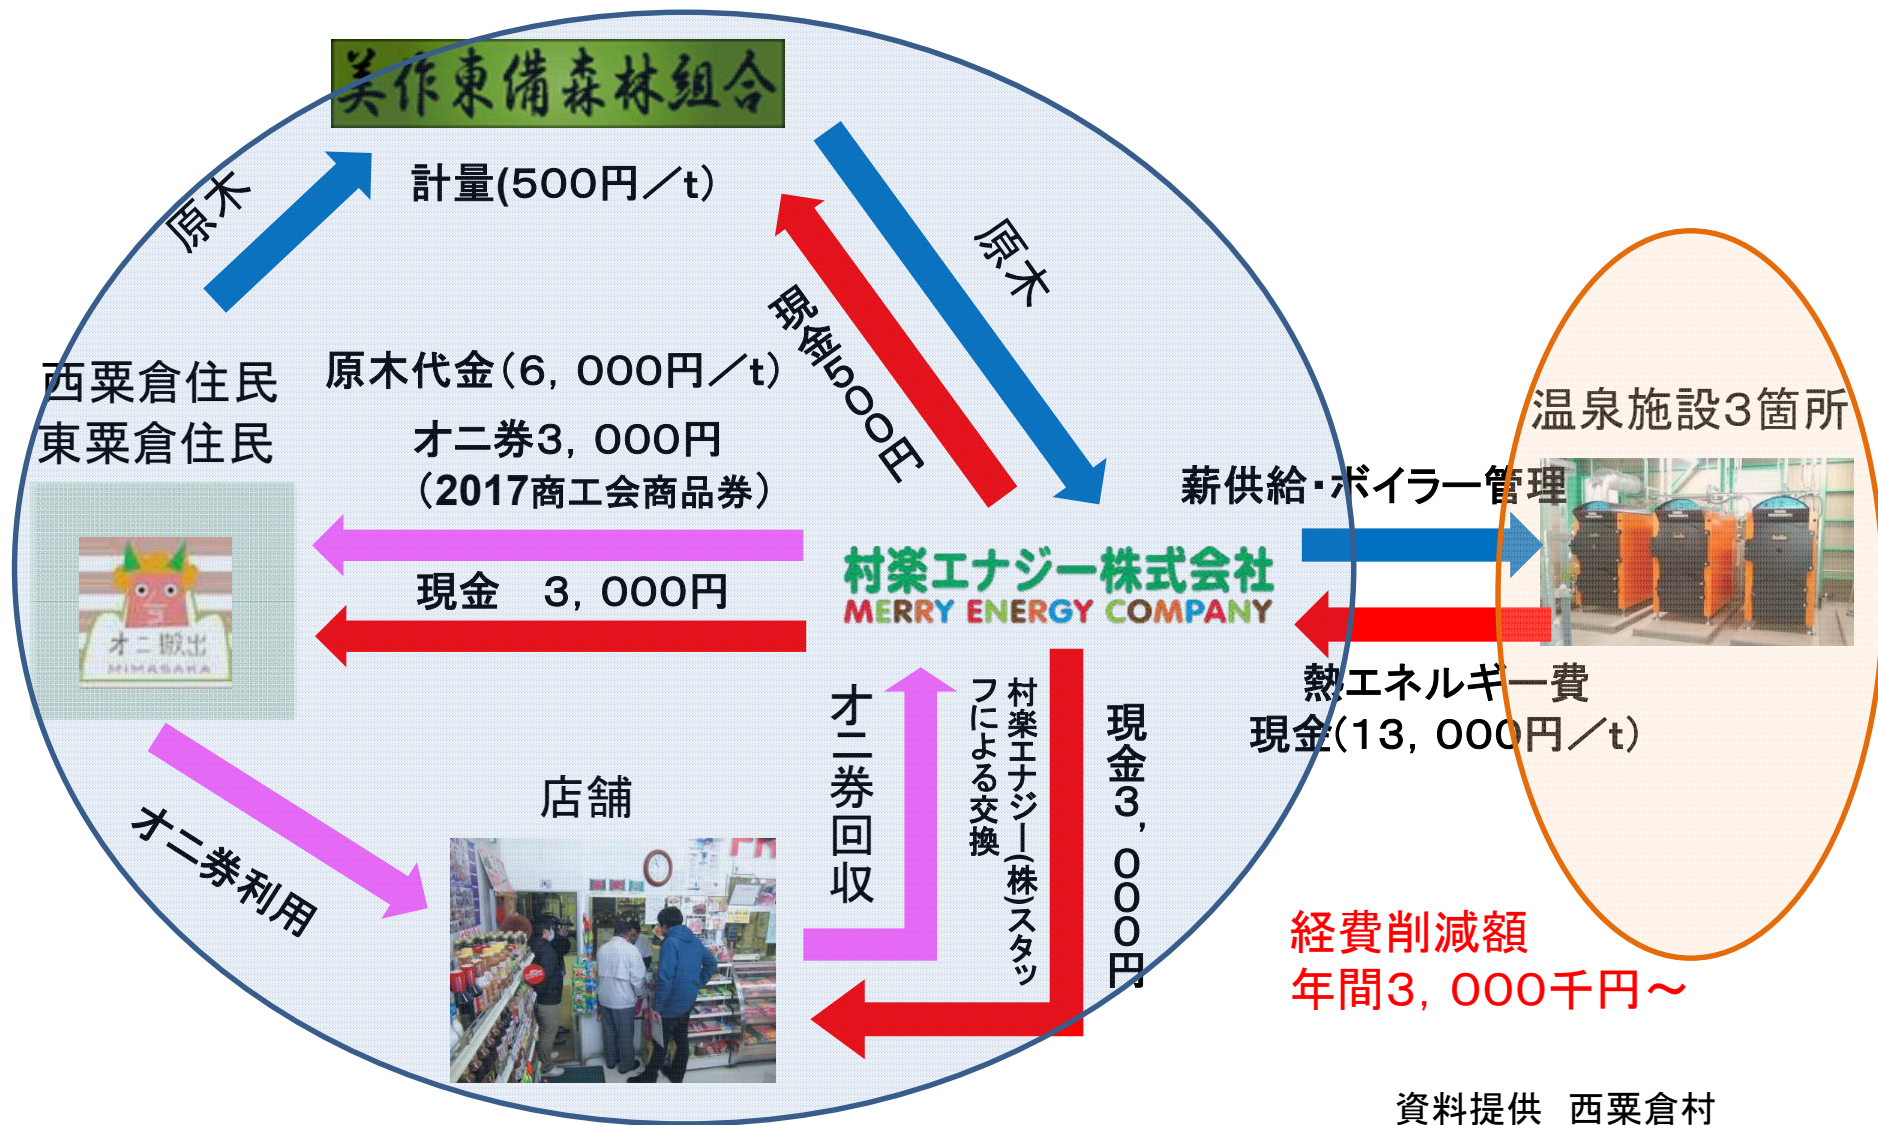 美作東備森林組合
計量(500円／t)
原木
原木
現金500円
西粟倉住民
東粟倉住民
原木代金(6，000円／t)
オニ券3，000円
（2017商工会商品券）
現金　3，000円
オニ搬出
MIMASAKA
村楽エナジー株式会社
MERRY ENERGY COMPANY
温泉施設3箇所
薪供給・ボイラー管理
熱エネルギー費
現金(13，000円／t)
オニ券利用
店舗
オニ券回収
村楽エナジー(株)スタッ
フによる交換
現金3，000円
経費削減額
年間3，000千円～
資料提供　西粟倉村